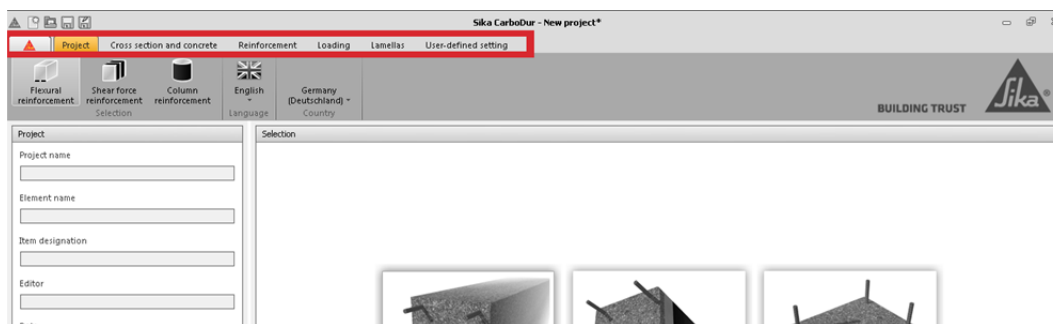 Sika CarboDur - New project*
Project Cross section and concrete Reinforcement Loading Lamellas User-defined setting
Flexural reinforcement
Shear force reinforcement
Column reinforcement
Selection
English
Language
Germany (Deutschland)
Country
BUILDING TRUST
Sika®
Project
Project name
Element name
Item designation
Editor
Selection